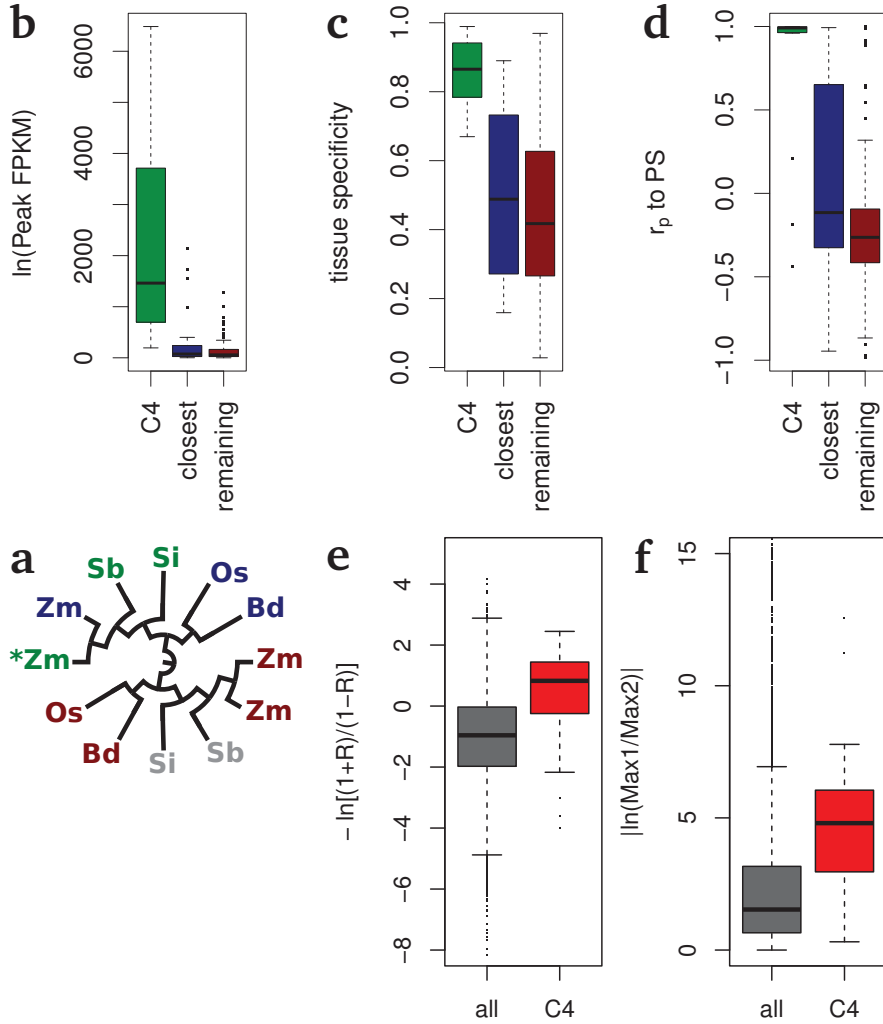 b
ln(Peak FPKM)
6000
4000
2000
0
C4
closest
remaining
c
tissue specificity
1.0
0.8
0.6
0.4
0.2
0.0
C4
closest
remaining
d
rₚ to PS
1.0
0.0
−0.5
−1.0
C4
closest
remaining
a
Sb
Si
Os
Zm
Bd
*Zm
Zm
Os
Zm
Bd
Si
Sb
e
− ln[(1+R)/(1−R)]
4
2
0
−2
−4
−6
−8
all
C4
f
|ln(Max1/Max2)|
15
10
5
0
all
C4